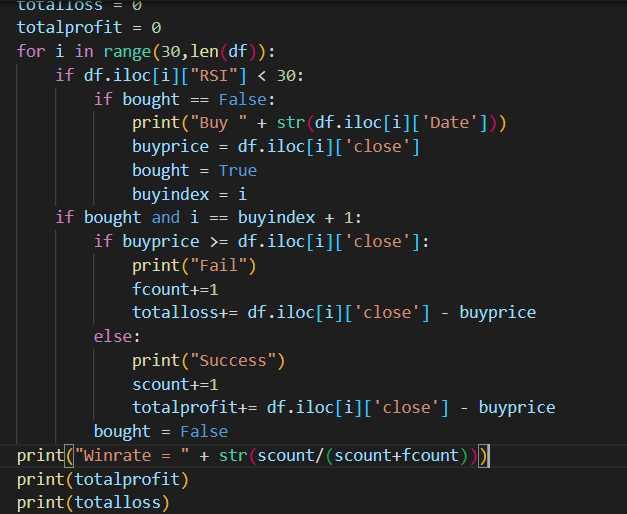 totalloss = 0
totalprofit = 0
for i in range(30,len(df)):
    if df.iloc[i]["RSI"] < 30:
        if bought == False:
            print("Buy " + str(df.iloc[i]['Date']))
            buyprice = df.iloc[i]['close']
            bought = True
            buyindex = i
    if bought and i == buyindex + 1:
        if buyprice >= df.iloc[i]['close']:
            print("Fail")
            fcount+=1
            totalloss+= df.iloc[i]['close'] - buyprice
        else:
            print("Success")
            scount+=1
            totalprofit+= df.iloc[i]['close'] - buyprice
        bought = False
print("Winrate = " + str(scount/(scount+fcount)))
print(totalprofit)
print(totalloss)